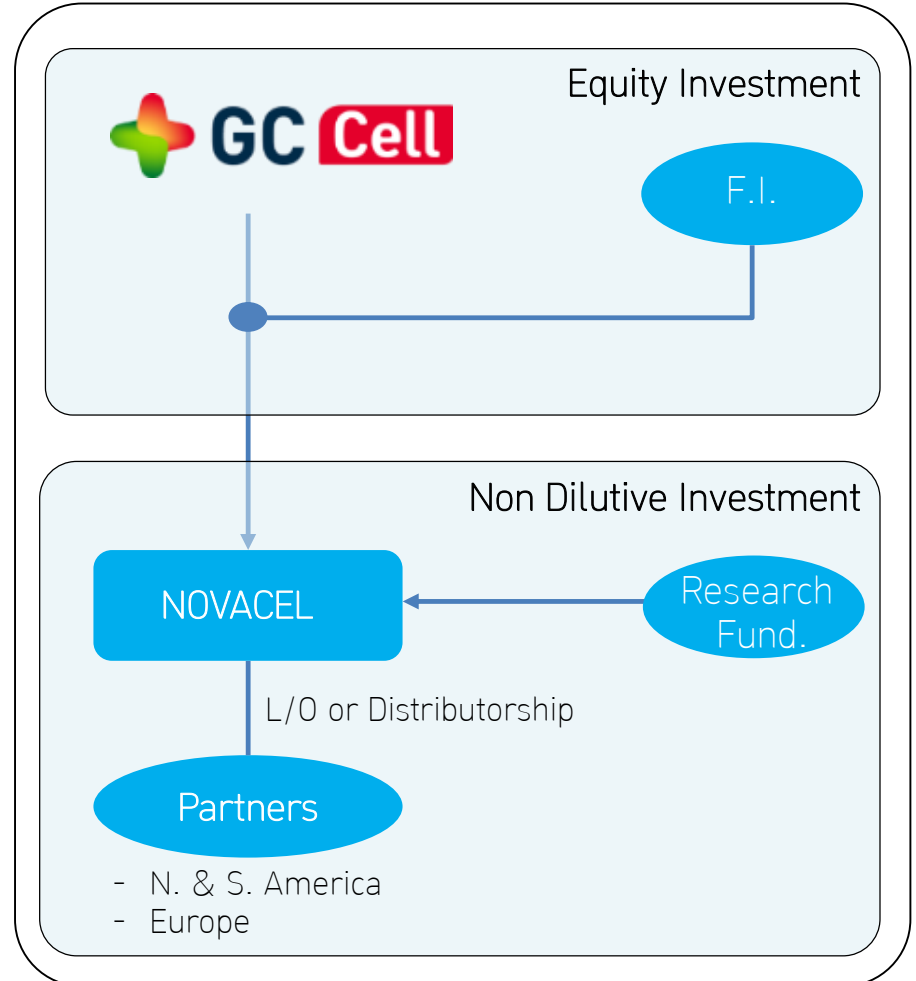 Equity Investment
GC Cell
F.I.
Non Dilutive Investment
NOVACEL
Research
Fund.
L/O or Distributorship
Partners
- N. & S. America
- Europe